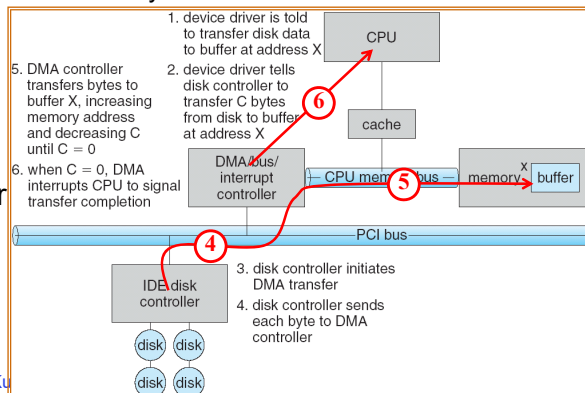 1. device driver is told
to transfer disk data
to buffer at address X
2. device driver tells
disk controller to
transfer C bytes
from disk to buffer
at address X
5. DMA controller
transfers bytes to
buffer X, increasing
memory address
and decreasing C
until C = 0
6. when C = 0, DMA
interrupts CPU to signal
transfer completion
CPU
6
cache
DMA/bus/
interrupt
controller
CPU memory bus
5
memory
X
buffer
PCI bus
4
IDE disk
controller
3. disk controller initiates
DMA transfer
4. disk controller sends
each byte to DMA
controller
disk disk
disk disk